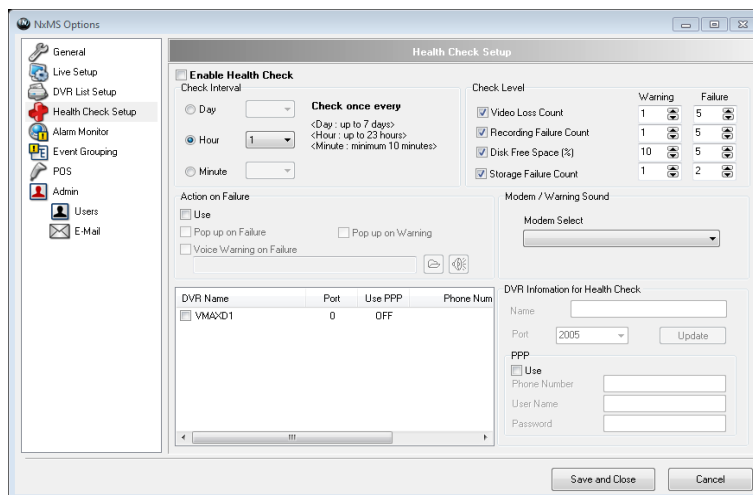 NxMS Options
General
Live Setup
DVR List Setup
Health Check Setup
Alarm Monitor
Event Grouping
POS
Admin
Users
E-Mail
Health Check Setup
Enable Health Check
Check Interval
Day
Hour 1
Minute
Check once every
<Day : up to 7 days>
<Hour : up to 23 hours>
<Minute : minimum 10 minutes>
Check Level
Warning Failure
Video Loss Count 1 5
Recording Failure Count 1 5
Disk Free Space (%) 10 5
Storage Failure Count 1 2
Action on Failure
Use
Pop up on Failure Pop up on Warning
Voice Warning on Failure
Modem / Warning Sound
Modem Select
DVR Name Port Use PPP Phone Num
VMAXD1 0 OFF
DVR Infomation for Health Check
Name
Port 2005 Update
PPP
Use
Phone Number
User Name
Password
Save and Close Cancel